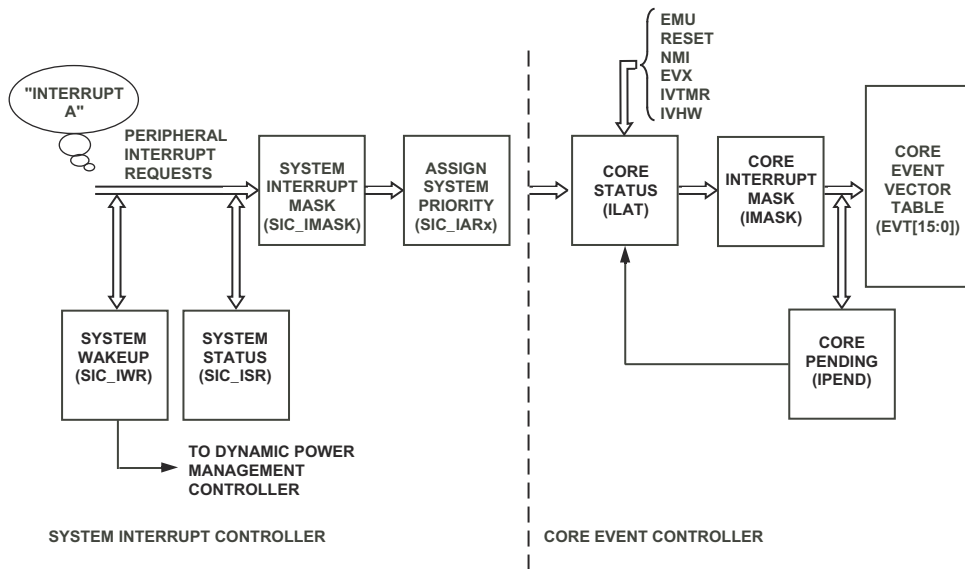 "INTERRUPT
A"
PERIPHERAL
INTERRUPT
REQUESTS
SYSTEM
INTERRUPT
MASK
(SIC_IMASK)
ASSIGN
SYSTEM
PRIORITY
(SIC_IARx)
SYSTEM
WAKEUP
(SIC_IWR)
SYSTEM
STATUS
(SIC_ISR)
TO DYNAMIC POWER
MANAGEMENT
CONTROLLER
SYSTEM INTERRUPT CONTROLLER
EMU
RESET
NMI
EVX
IVTMR
IVHW
CORE
STATUS
(ILAT)
CORE
INTERRUPT
MASK
(IMASK)
CORE
EVENT
VECTOR
TABLE
(EVT[15:0])
CORE
PENDING
(IPEND)
CORE EVENT CONTROLLER